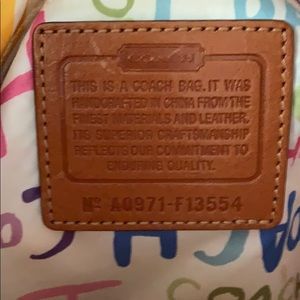 COACH
THIS IS A COACH BAG. IT WAS
HANDCRAFTED IN CHINA FROM THE
FINEST MATERIALS AND LEATHER.
ITS SUPERIOR CRAFTSMANSHIP
REFLECTS OUR COMMITMENT TO
ENDURING QUALITY.
Nº A0971-F13554